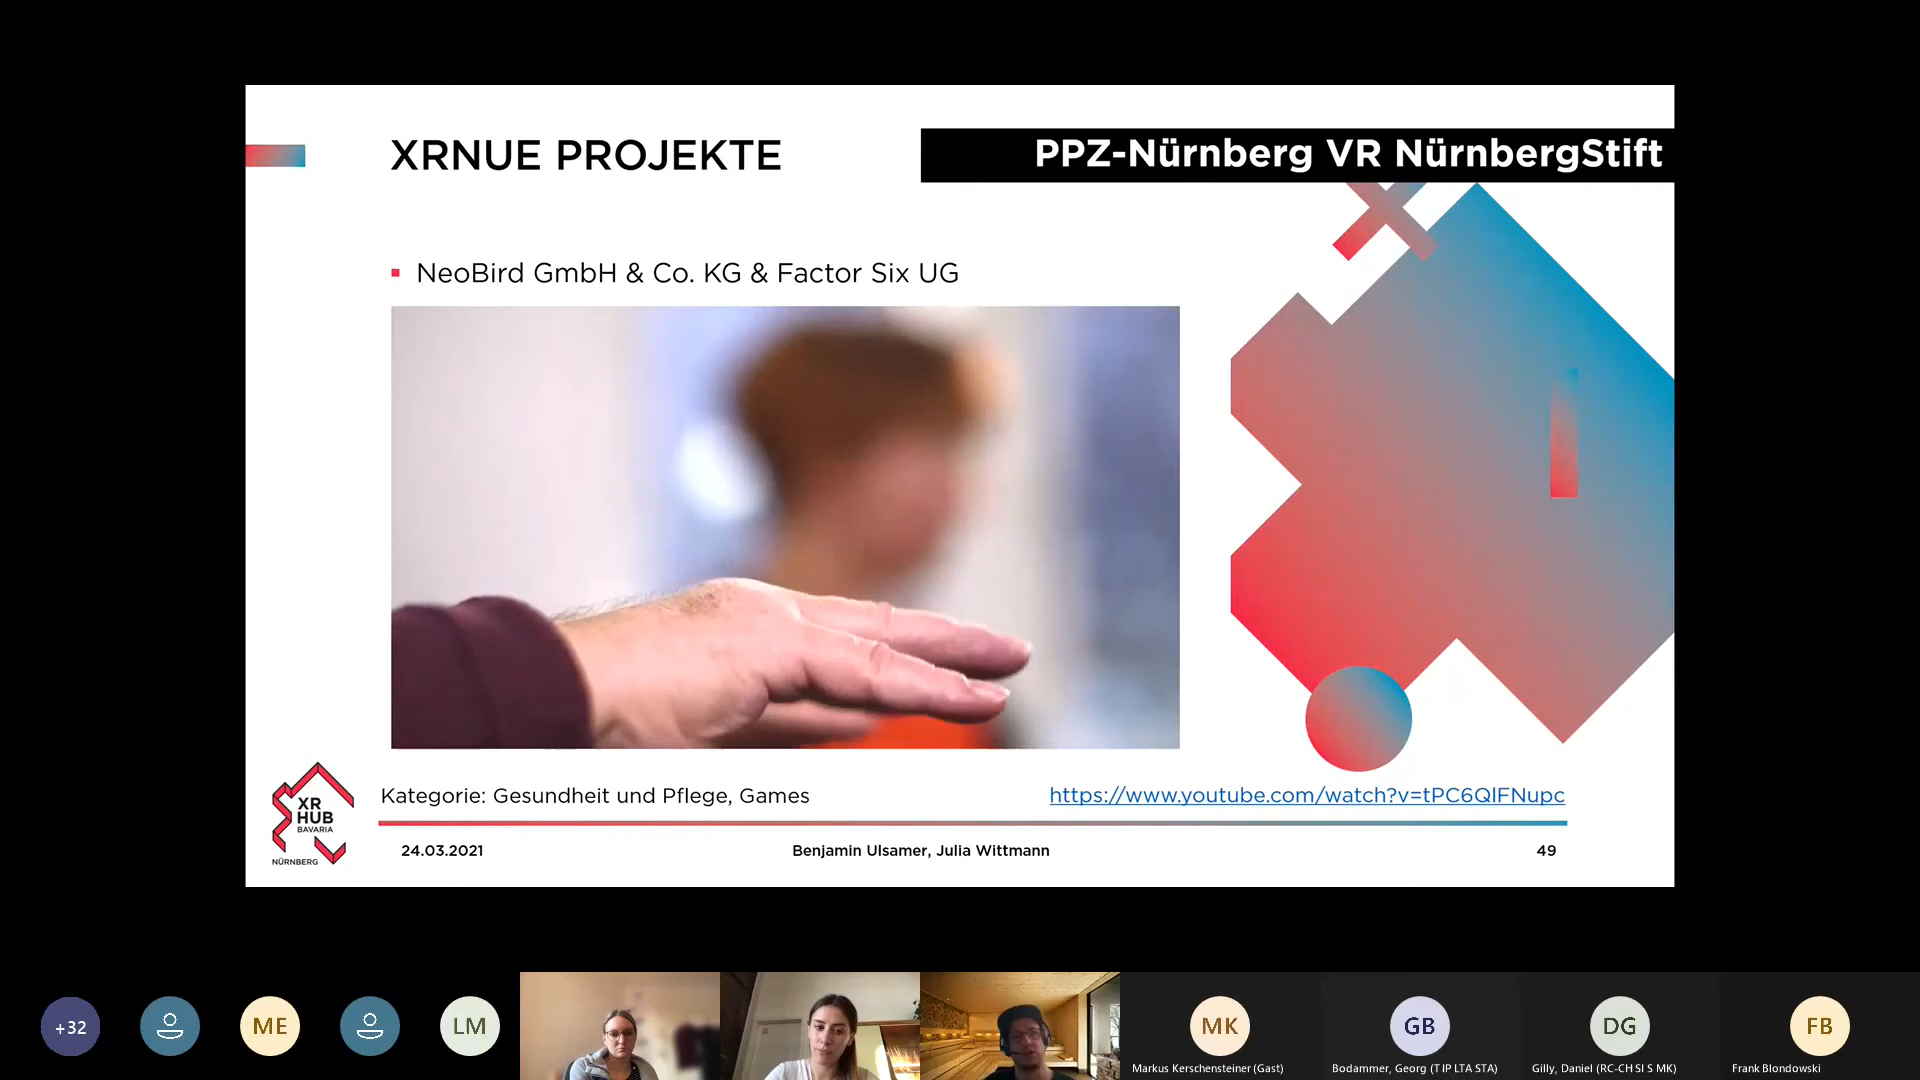 XRNUE PROJEKTE
PPZ-Nürnberg VR NürnbergStift
NeoBird GmbH & Co. KG & Factor Six UG
Kategorie: Gesundheit und Pflege, Games
https://www.youtube.com/watch?v=tPC6QlFNupc
XR
HUB
BAVARIA
NÜRNBERG
24.03.2021
Benjamin Ulsamer, Julia Wittmann
49
+32
ME
LM
MK
GB
DG
FB
Markus Kerschensteiner (Gast)
Bodammer, Georg (T IP LTA STA)
Gilly, Daniel (RC-CH SI S MK)
Frank Blondowski